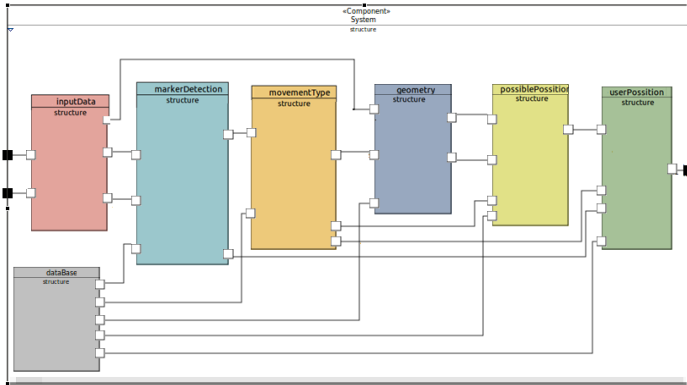 «Component»
System
structure
inputData
structure
markerDetection
structure
movementType
structure
geometry
structure
possiblePossition
structure
userPossition
structure
dataBase
structure